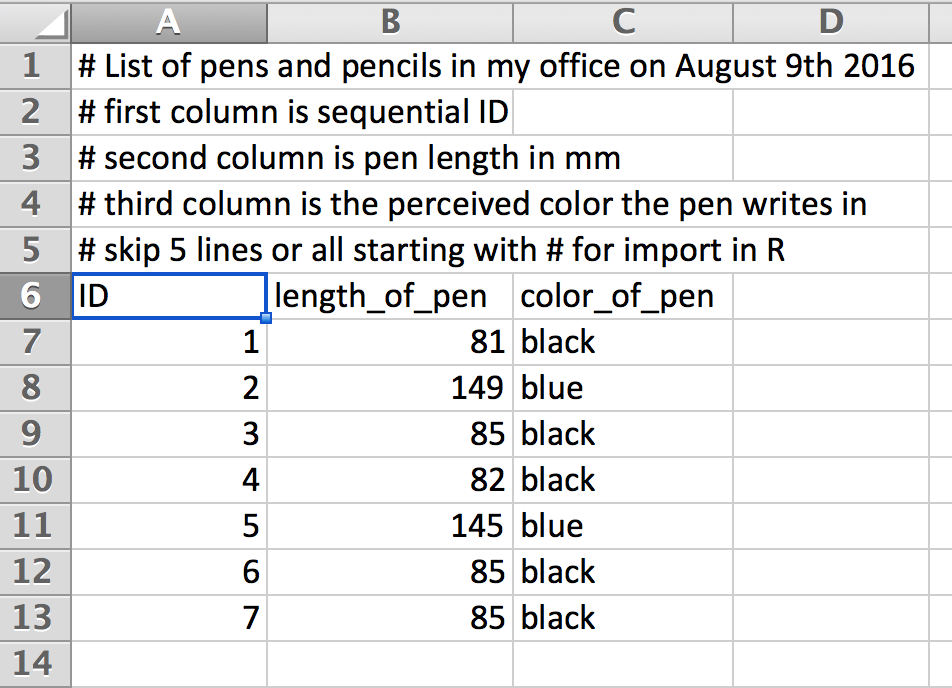 A B C D
1 # List of pens and pencils in my office on August 9th 2016
2 # first column is sequential ID
3 # second column is pen length in mm
4 # third column is the perceived color the pen writes in
5 # skip 5 lines or all starting with # for import in R
6 ID length_of_pen color_of_pen
7 1 81 black
8 2 149 blue
9 3 85 black
10 4 82 black
11 5 145 blue
12 6 85 black
13 7 85 black
14